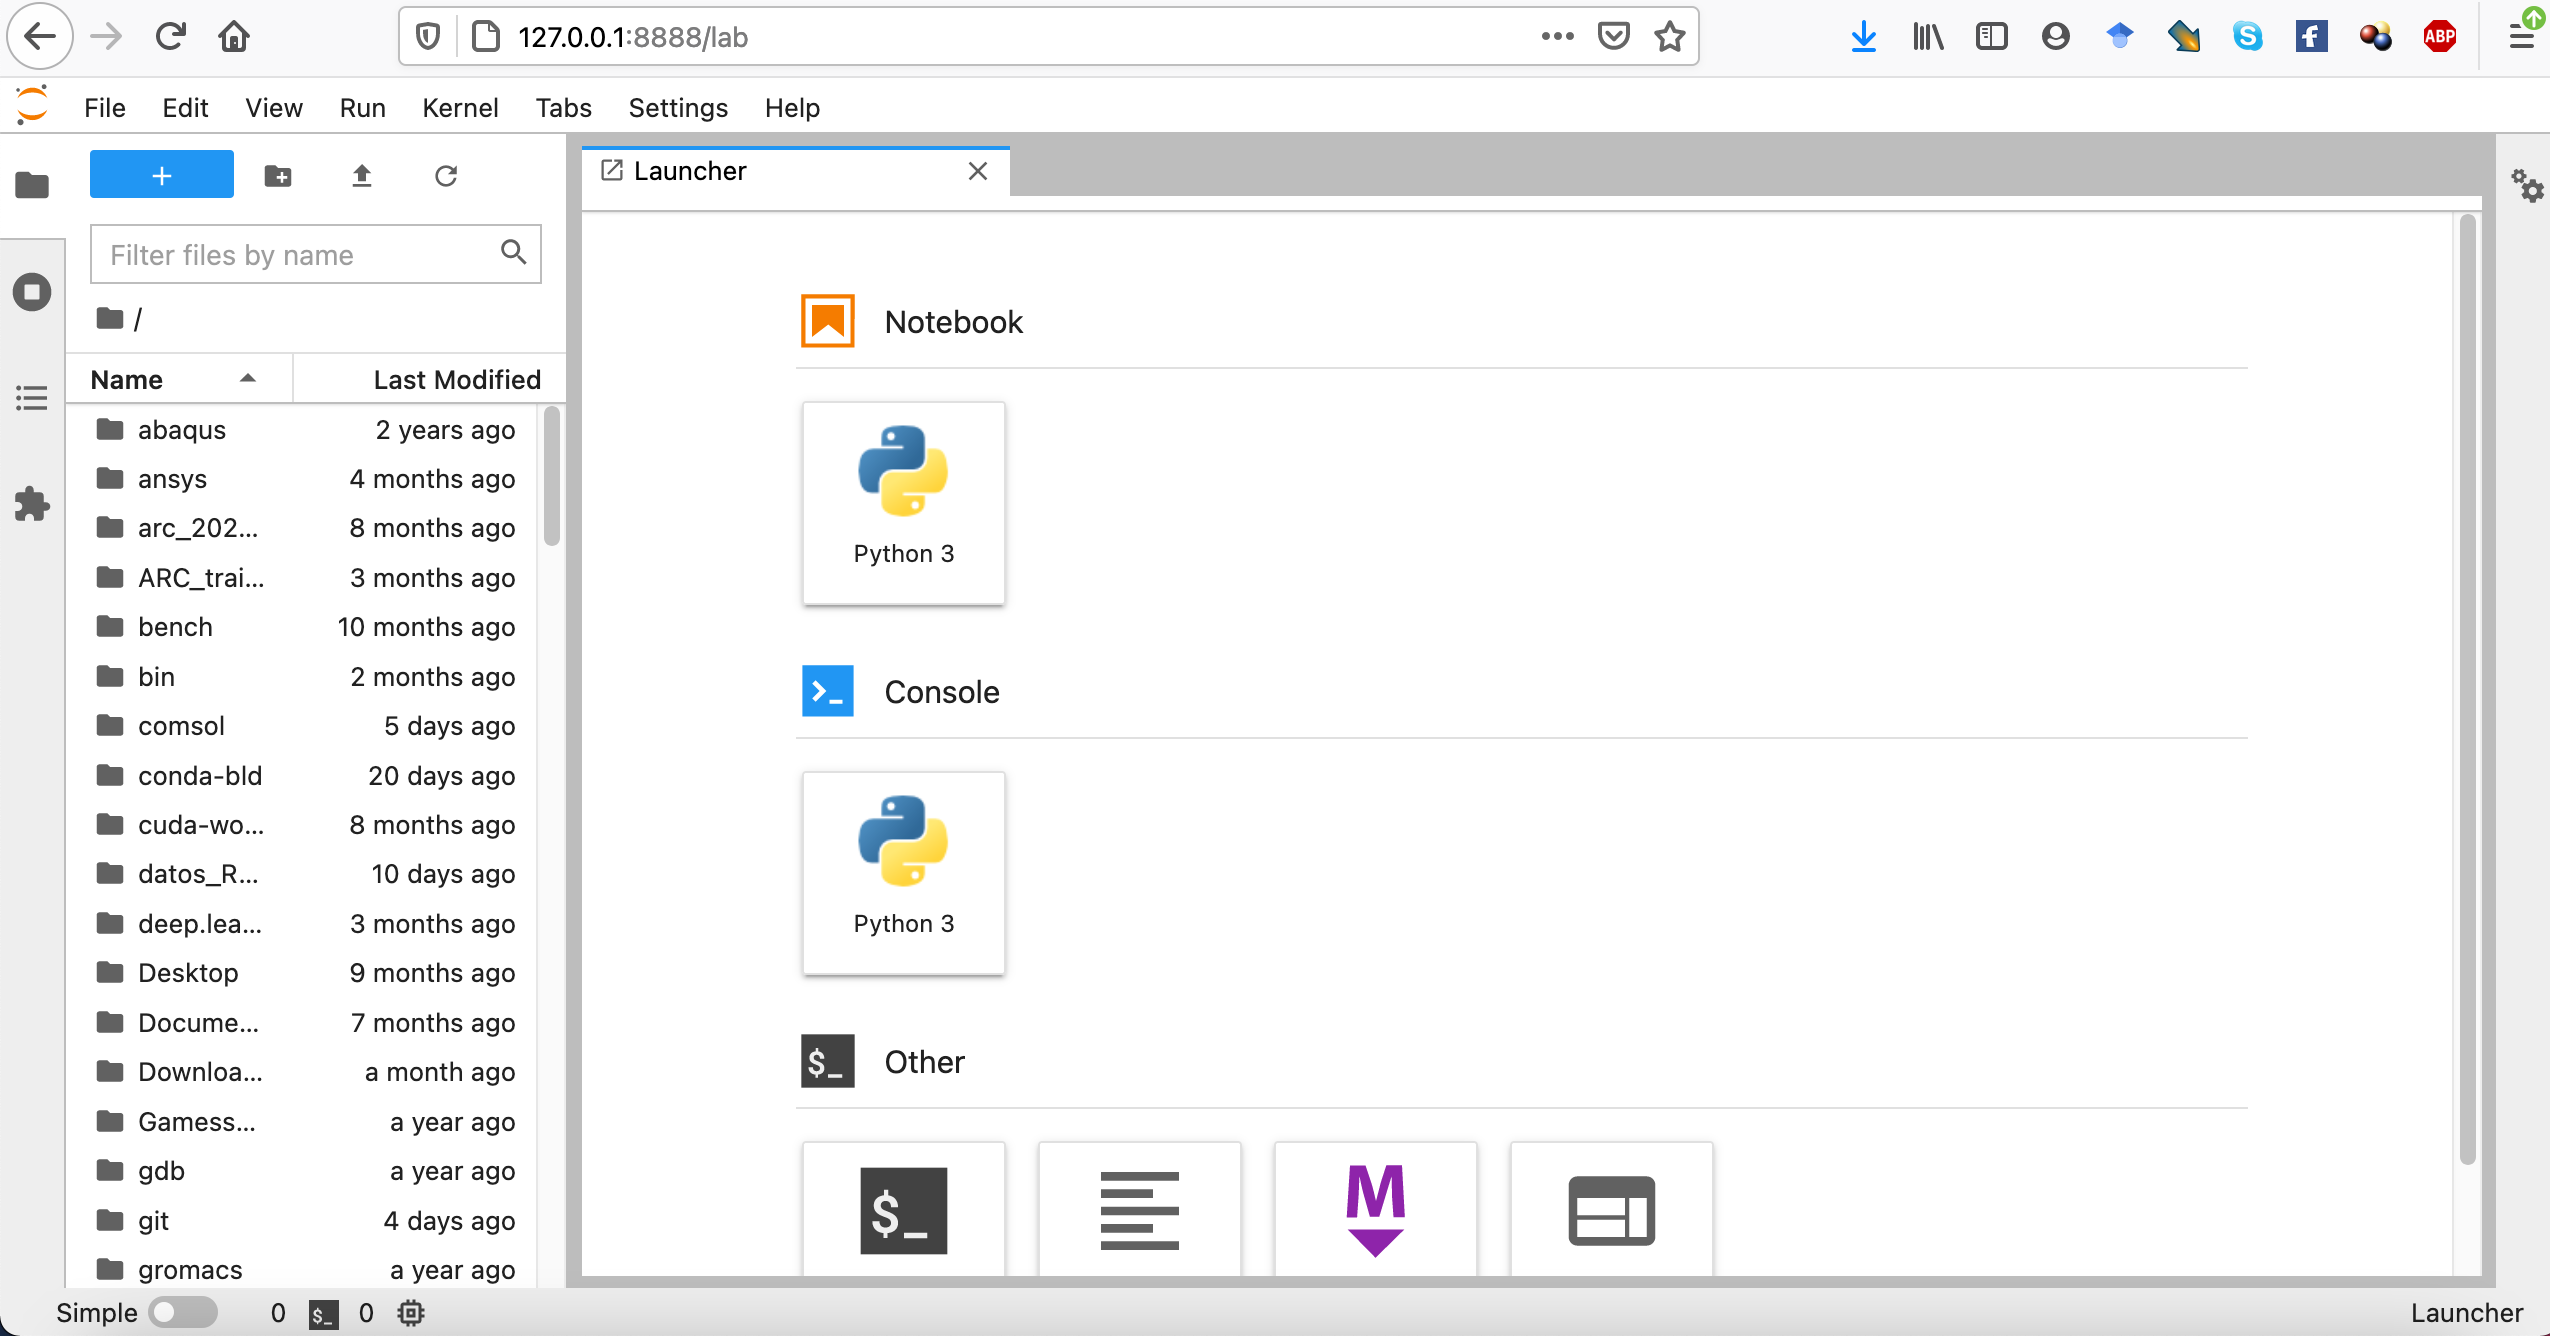 127.0.0.1:8888/lab
ABP
File Edit View Run Kernel Tabs Settings Help
+
Launcher
Filter files by name
/
Name Last Modified
abaqus 2 years ago
ansys 4 months ago
arc_202... 8 months ago
ARC_trai... 3 months ago
bench 10 months ago
bin 2 months ago
comsol 5 days ago
conda-bld 20 days ago
cuda-wo... 8 months ago
datos_R... 10 days ago
deep.lea... 3 months ago
Desktop 9 months ago
Docume... 7 months ago
Downloa... a month ago
Gamess... a year ago
gdb a year ago
git 4 days ago
gromacs a year ago
Notebook
Python 3
Console
Python 3
$_ Other
$_
M
Simple 0 $_ 0
Launcher